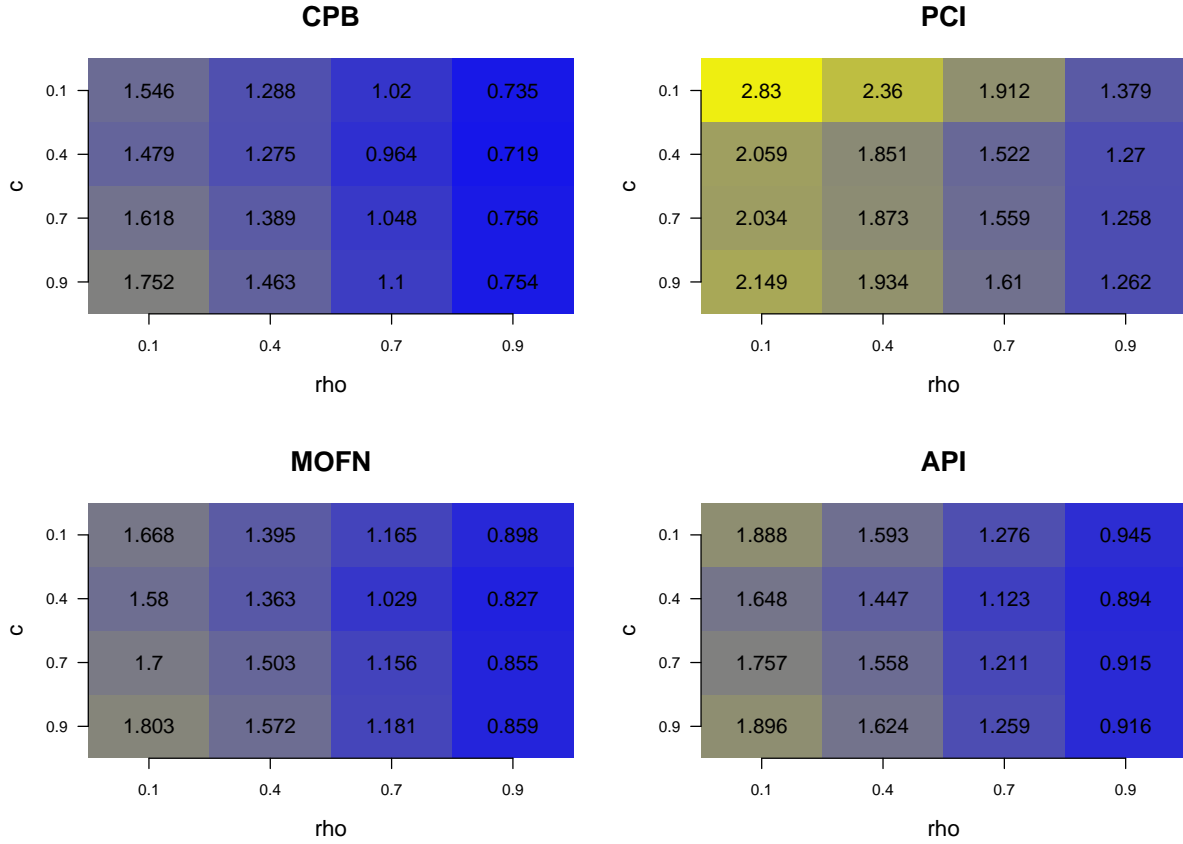 CPB
0.1 1.546 1.288 1.02 0.735
0.4 1.479 1.275 0.964 0.719
c
0.7 1.618 1.389 1.048 0.756
0.9 1.752 1.463 1.1 0.754
0.1 0.4 0.7 0.9
rho
PCI
0.1 2.83 2.36 1.912 1.379
0.4 2.059 1.851 1.522 1.27
c
0.7 2.034 1.873 1.559 1.258
0.9 2.149 1.934 1.61 1.262
0.1 0.4 0.7 0.9
rho
MOFN
0.1 1.668 1.395 1.165 0.898
0.4 1.58 1.363 1.029 0.827
c
0.7 1.7 1.503 1.156 0.855
0.9 1.803 1.572 1.181 0.859
0.1 0.4 0.7 0.9
rho
API
0.1 1.888 1.593 1.276 0.945
0.4 1.648 1.447 1.123 0.894
c
0.7 1.757 1.558 1.211 0.915
0.9 1.896 1.624 1.259 0.916
0.1 0.4 0.7 0.9
rho